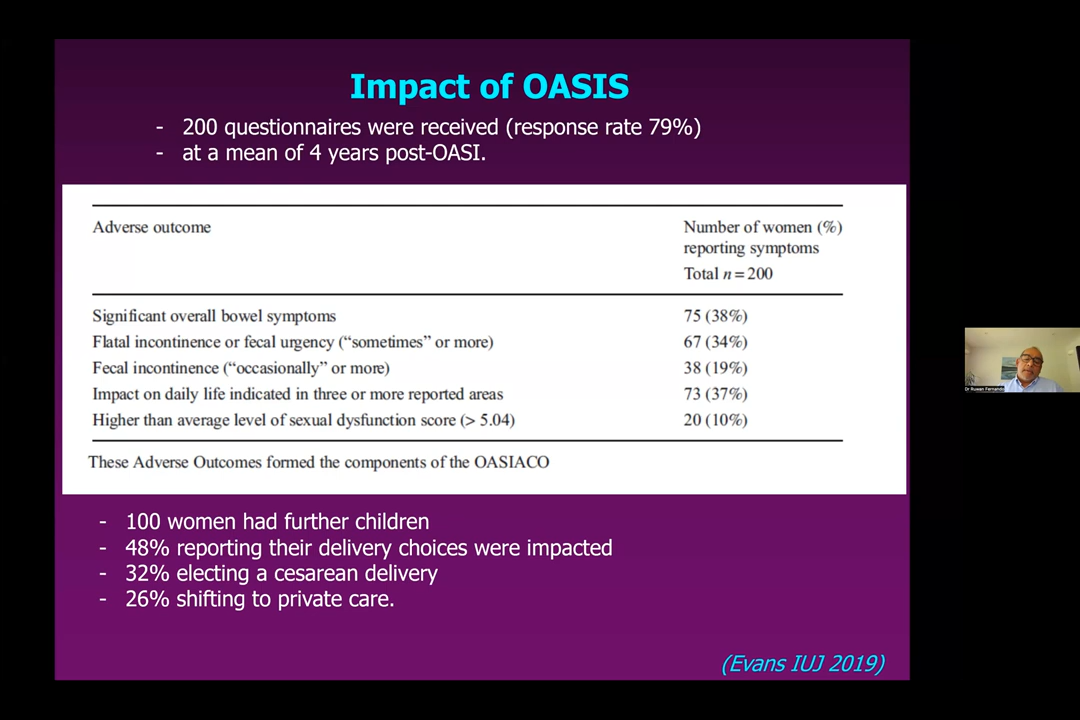 Impact of OASIS
- 200 questionnaires were received (response rate 79%)
- at a mean of 4 years post-OASI.
Adverse outcome
Number of women (%)
reporting symptoms
Total n = 200
Significant overall bowel symptoms 75 (38%)
Flatal incontinence or fecal urgency (“sometimes” or more) 67 (34%)
Fecal incontinence (“occasionally” or more) 38 (19%)
Impact on daily life indicated in three or more reported areas 73 (37%)
Higher than average level of sexual dysfunction score (> 5.04) 20 (10%)
These Adverse Outcomes formed the components of the OASIACO
- 100 women had further children
- 48% reporting their delivery choices were impacted
- 32% electing a cesarean delivery
- 26% shifting to private care.
(Evans IUJ 2019)
Dr Ruwan Fernando